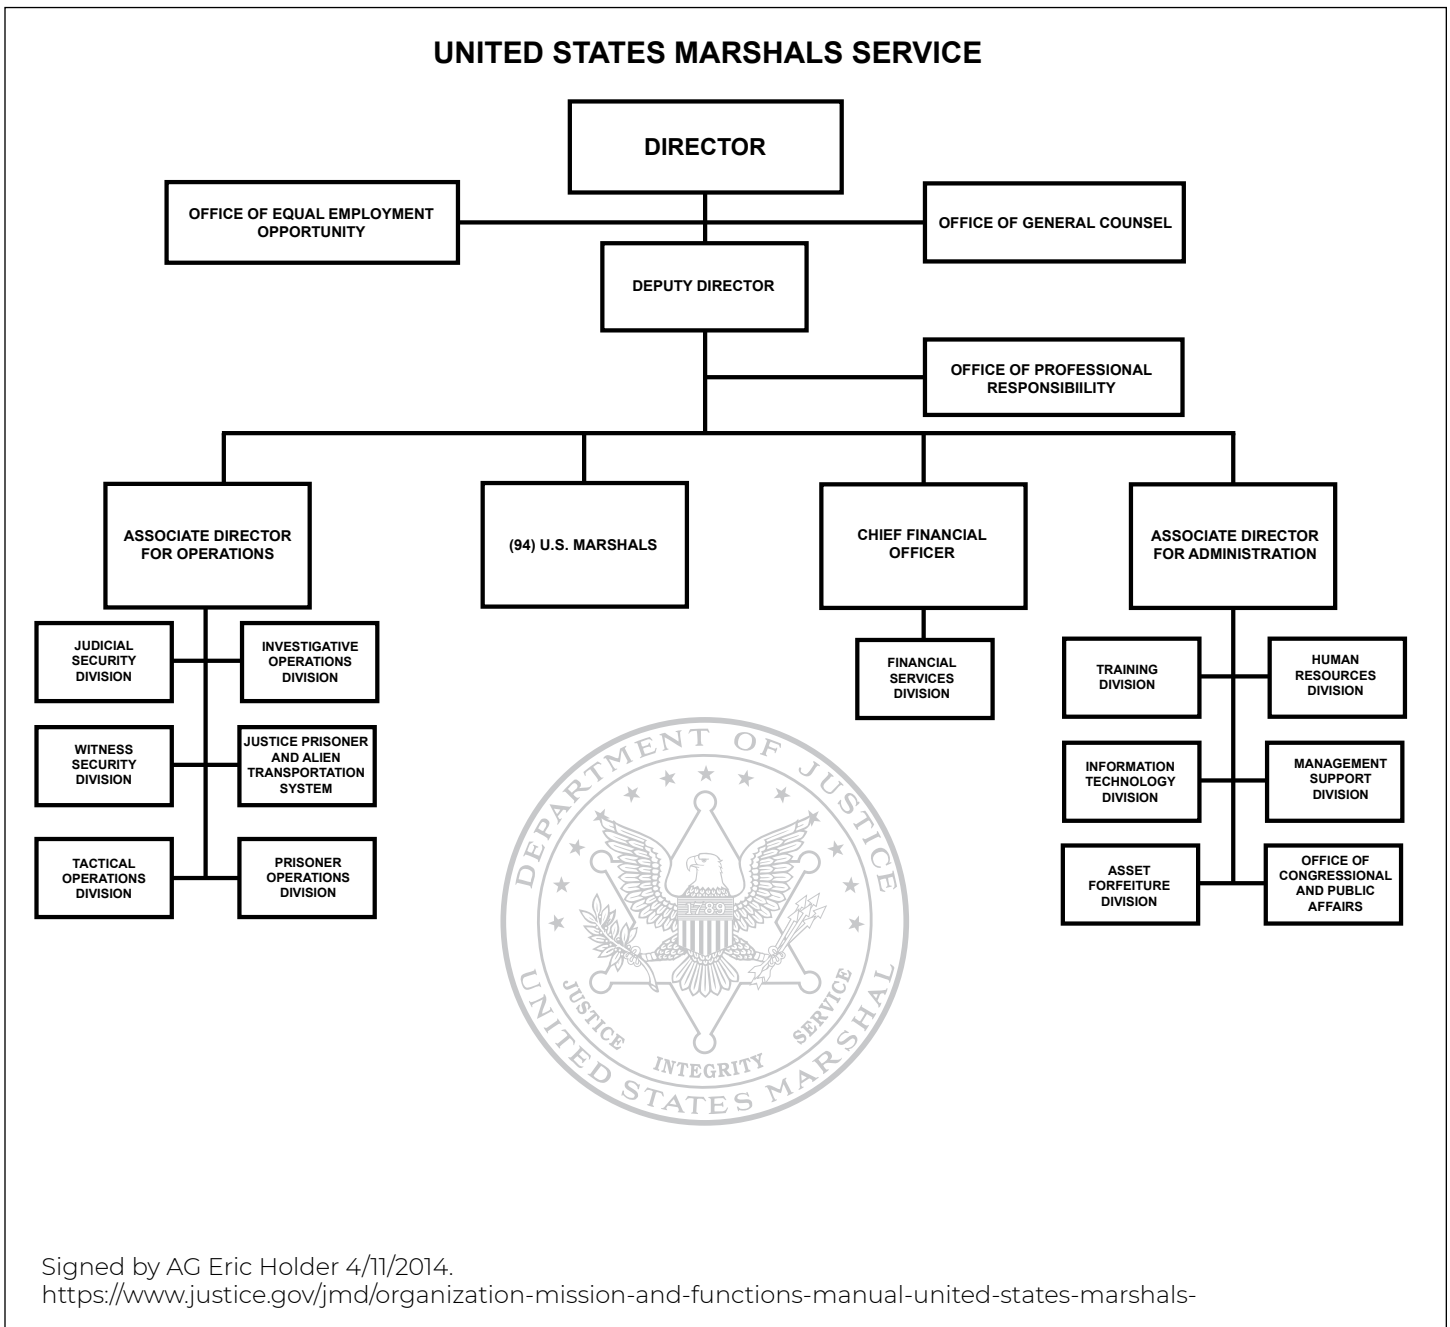 UNITED STATES MARSHALS SERVICE
DIRECTOR
OFFICE OF EQUAL EMPLOYMENT
OPPORTUNITY
OFFICE OF GENERAL COUNSEL
DEPUTY DIRECTOR
OFFICE OF PROFESSIONAL
RESPONSIBIILITY
ASSOCIATE DIRECTOR
FOR OPERATIONS
(94) U.S. MARSHALS
CHIEF FINANCIAL
OFFICER
ASSOCIATE DIRECTOR
FOR ADMINISTRATION
JUDICIAL
SECURITY
DIVISION
INVESTIGATIVE
OPERATIONS
DIVISION
FINANCIAL
SERVICES
DIVISION
TRAINING
DIVISION
HUMAN
RESOURCES
DIVISION
WITNESS
SECURITY
DIVISION
JUSTICE PRISONER
AND ALIEN
TRANSPORTATION
SYSTEM
INFORMATION
TECHNOLOGY
DIVISION
MANAGEMENT
SUPPORT
DIVISION
TACTICAL
OPERATIONS
DIVISION
PRISONER
OPERATIONS
DIVISION
ASSET
FORFEITURE
DIVISION
OFFICE OF
CONGRESSIONAL
AND PUBLIC
AFFAIRS
DEPARTMENT OF JUSTICE
1789
JUSTICE INTEGRITY SERVICE
UNITED STATES MARSHAL
Signed by AG Eric Holder 4/11/2014.
https://www.justice.gov/jmd/organization-mission-and-functions-manual-united-states-marshals-